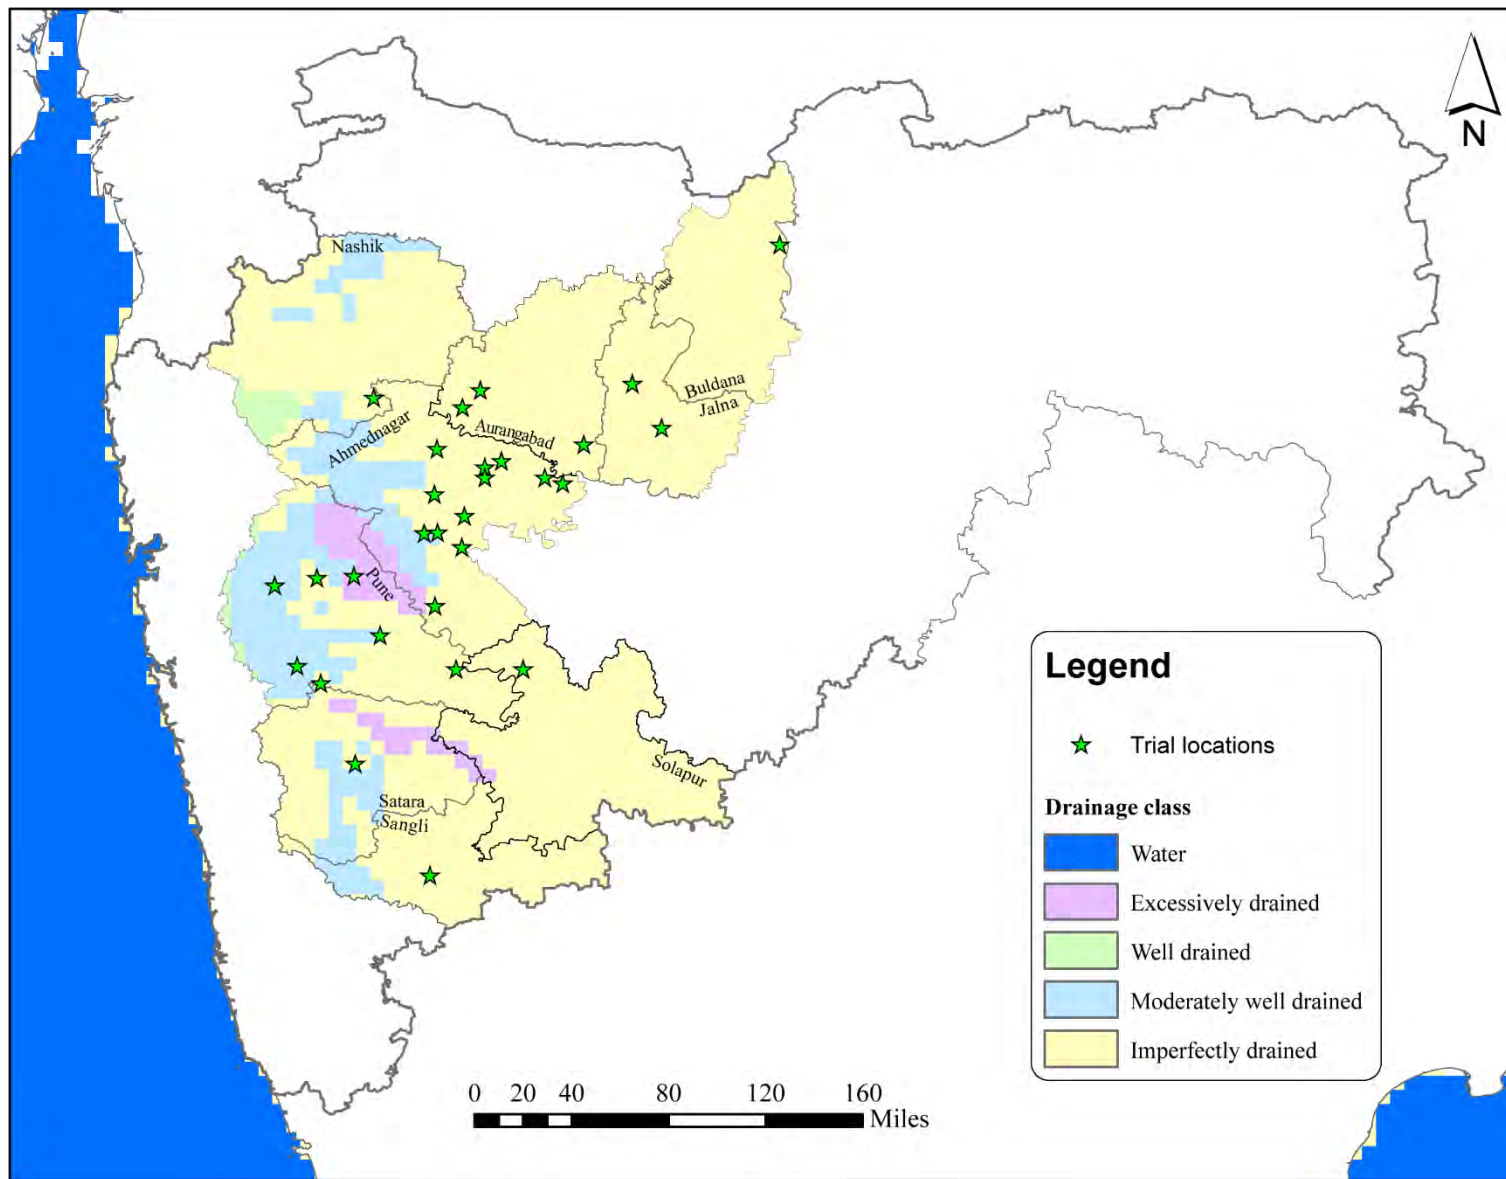 N
Nashik
Jalna
Buldana
Jalna
Aurangabad
Ahmednagar
Pune
Solapur
Satara
Sangli
Legend
Trial locations
Drainage class
Water
Excessively drained
Well drained
Moderately well drained
Imperfectly drained
0 20 40 80 120 160
Miles